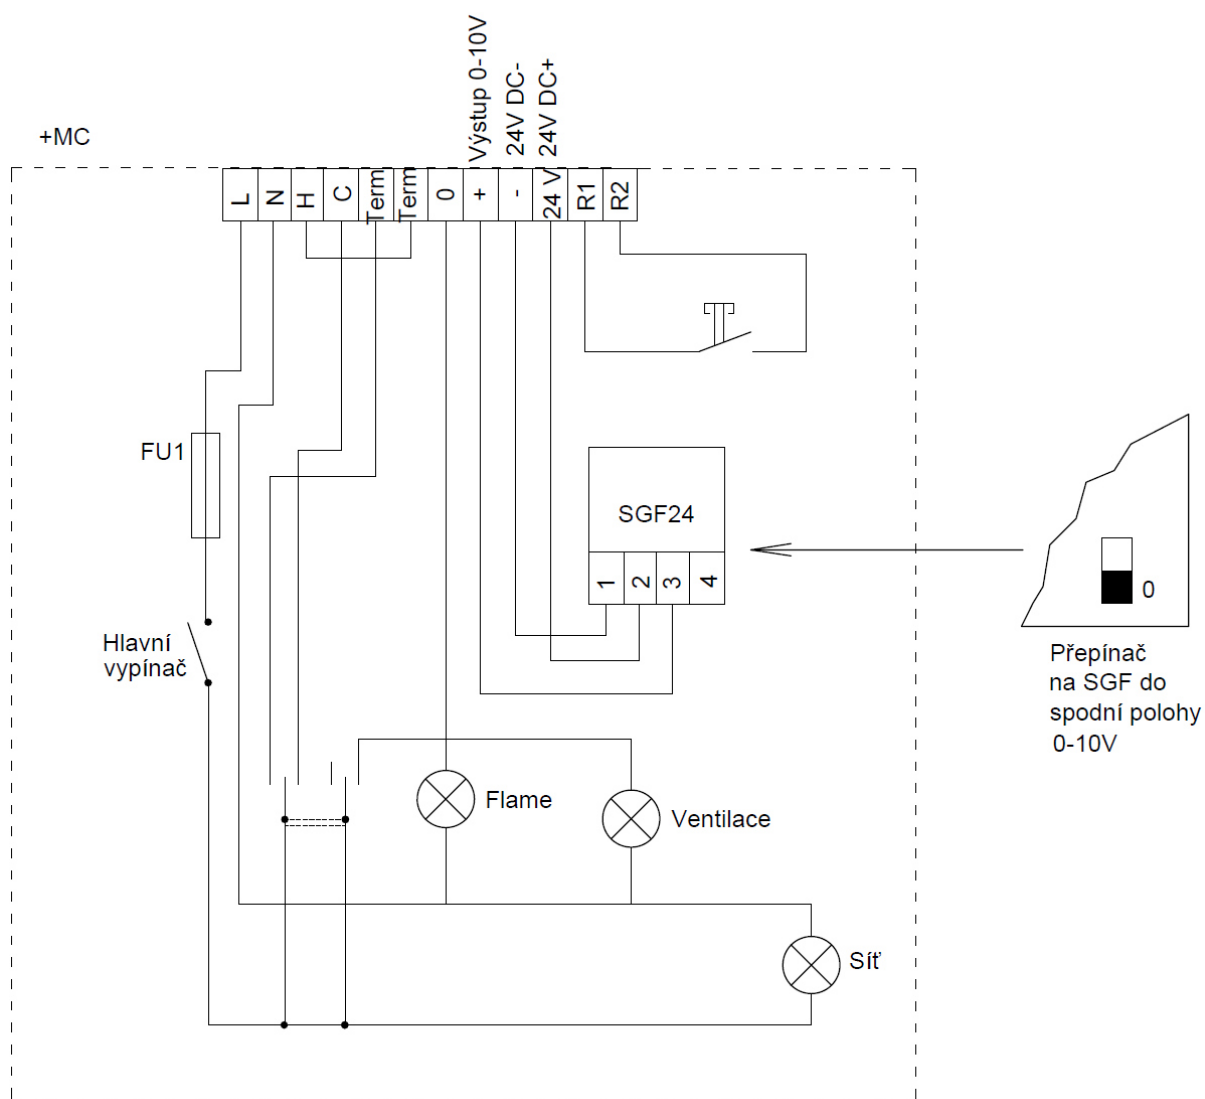 Výstup 0-10V
24V DC-
24V DC+
+MC
L
N
H
C
Term
Term
0
+
-
24 V
R1
R2
FU1
SGF24
1
2
3
4
0
Hlavní
vypínač
Přepínač
na SGF do
spodní polohy
0-10V
Flame
Ventilace
Síť